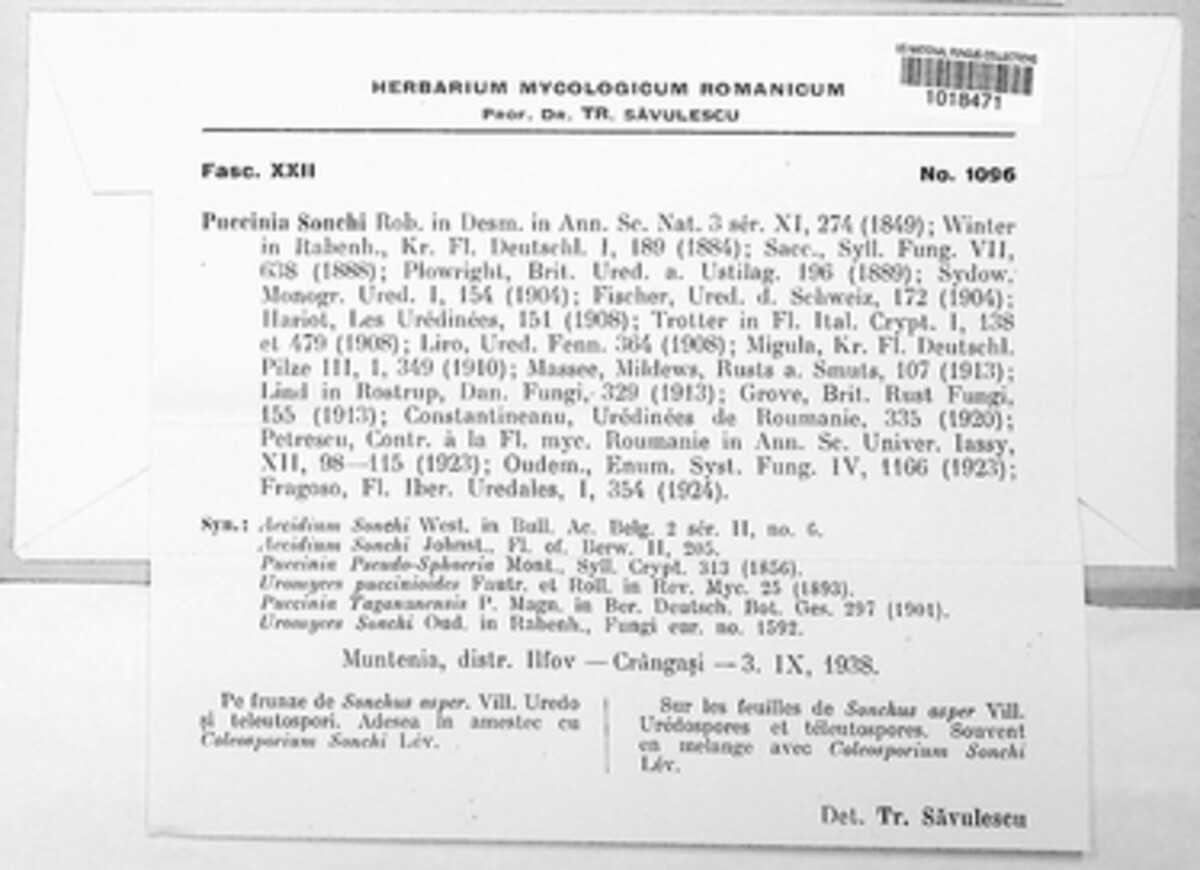 US NATIONAL FUNGUS COLLECTIONS
1018471
HERBARIUM MYCOLOGICUM ROMANICUM
PROF. DR. TR. SĂVULESCU
Fasc. XXII No. 1096
Puccinia Sonchi Rob. in Desm. in Ann. Sc. Nat. 3 sér. XI, 274 (1849); Winter
in Rabenh., Kr. Fl. Deutschl. I, 189 (1884); Sacc., Syll. Fung. VII,
638 (1888); Plowright, Brit. Ured. a. Ustilag. 196 (1889); Sydow.
Monogr. Ured. I, 154 (1904); Fischer, Ured. d. Schweiz, 172 (1904);
Hariot, Les Urédinées, 151 (1908); Trotter in Fl. Ital. Crypt. I, 138
et 479 (1908); Liro, Ured. Fenn. 364 (1908); Migula, Kr. Fl. Deutschl.
Pilze III, 1, 349 (1910); Massee, Mildews, Rusts a. Smuts, 107 (1913);
Lind in Rostrup, Dan. Fungi, 329 (1913); Grove, Brit. Rust Fungi,
155 (1913); Constantineanu, Urédinées de Roumanie, 335 (1920);
Petrescu, Contr. à la Fl. myc. Roumanie in Ann. Sc. Univer. Iassy,
XII, 98—115 (1923); Oudem., Enum. Syst. Fung. IV, 1166 (1923);
Fragoso, Fl. Iber. Uredales, I, 354 (1924).
Syn.: Aecidium Sonchi West. in Bull. Ac. Belg. 2 sér. II, no. 6.
Aecidium Sonchi Johnst., Fl. of. Berw. II, 205.
Puccinia Pseudo-Sphaeria Mont., Syll. Crypt. 313 (1856).
Uromyces puccinioides Fautr. et Roll. in Rev. Myc. 25 (1893).
Puccinia Tagananensis P. Magn. in Ber. Deutsch. Bot. Ges. 297 (1901).
Uromyces Sonchi Oud. in Rabenh., Fungi eur. no. 1592.
Muntenia, distr. Ilfov — Crângași — 3. IX, 1938.
Pe frunze de Sonchus asper. Vill. Uredo
și teleutospori. Adesea în amestec cu
Coleosporium Sonchi Lév.
Sur les feuilles de Sonchus asper Vill.
Urédospores et téleutospores. Souvent
en melange avec Coleosporium Sonchi
Lév.
Det. Tr. Săvulescu